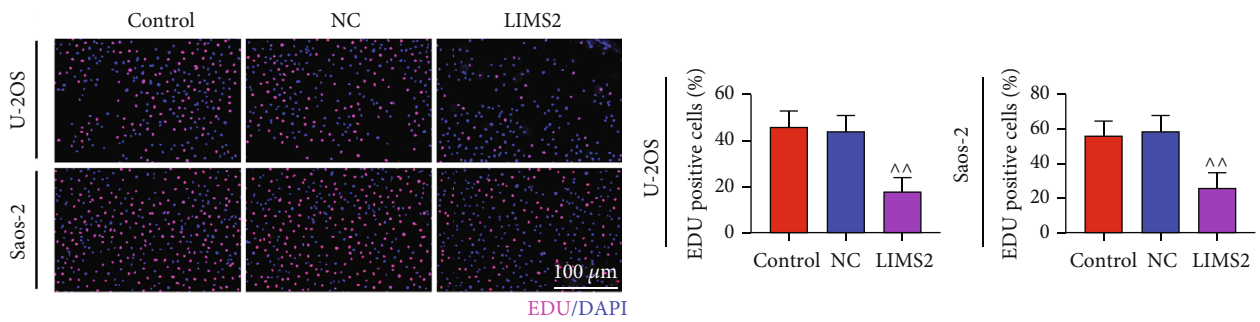 Control NC LIMS2
U-2OS
Saos-2
100 μm
EDU/DAPI
U-2OS
EDU positive cells (%)
60
40
20
0
^^
Control NC LIMS2
Saos-2
EDU positive cells (%)
80
60
40
20
0
^^
Control NC LIMS2